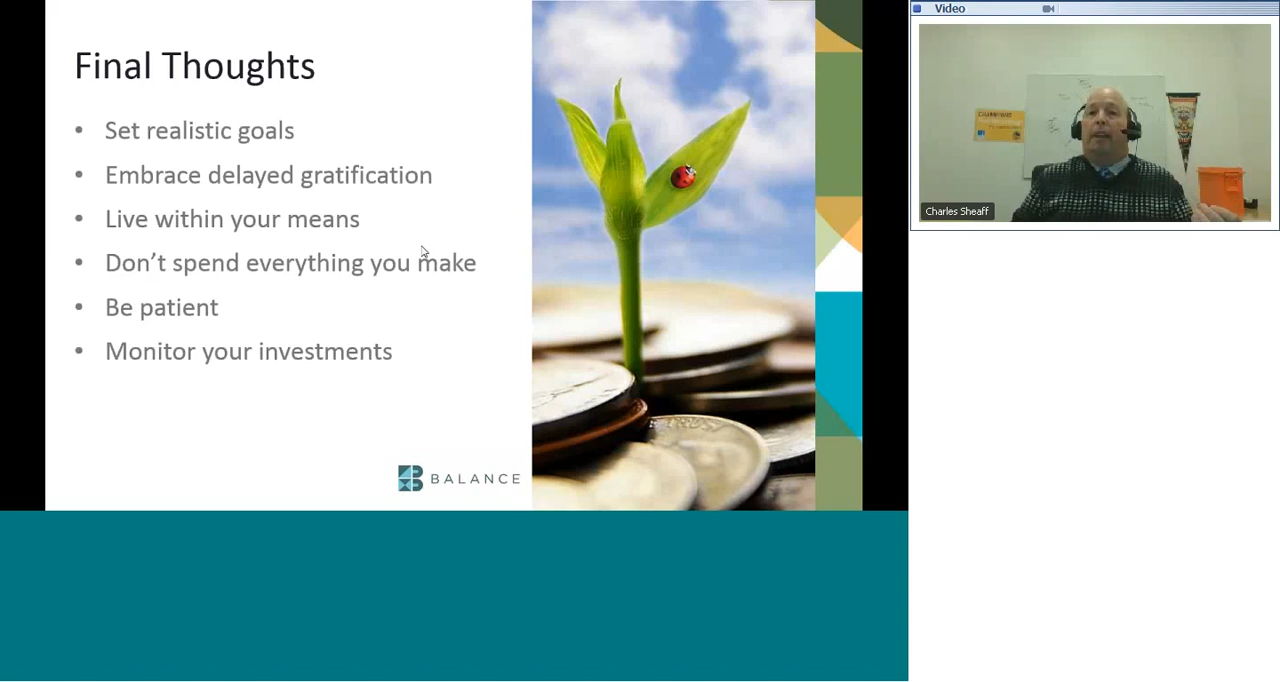 Final Thoughts
• Set realistic goals
• Embrace delayed gratification
• Live within your means
• Don’t spend everything you make
• Be patient
• Monitor your investments
BALANCE
Video
Charles Sheaff